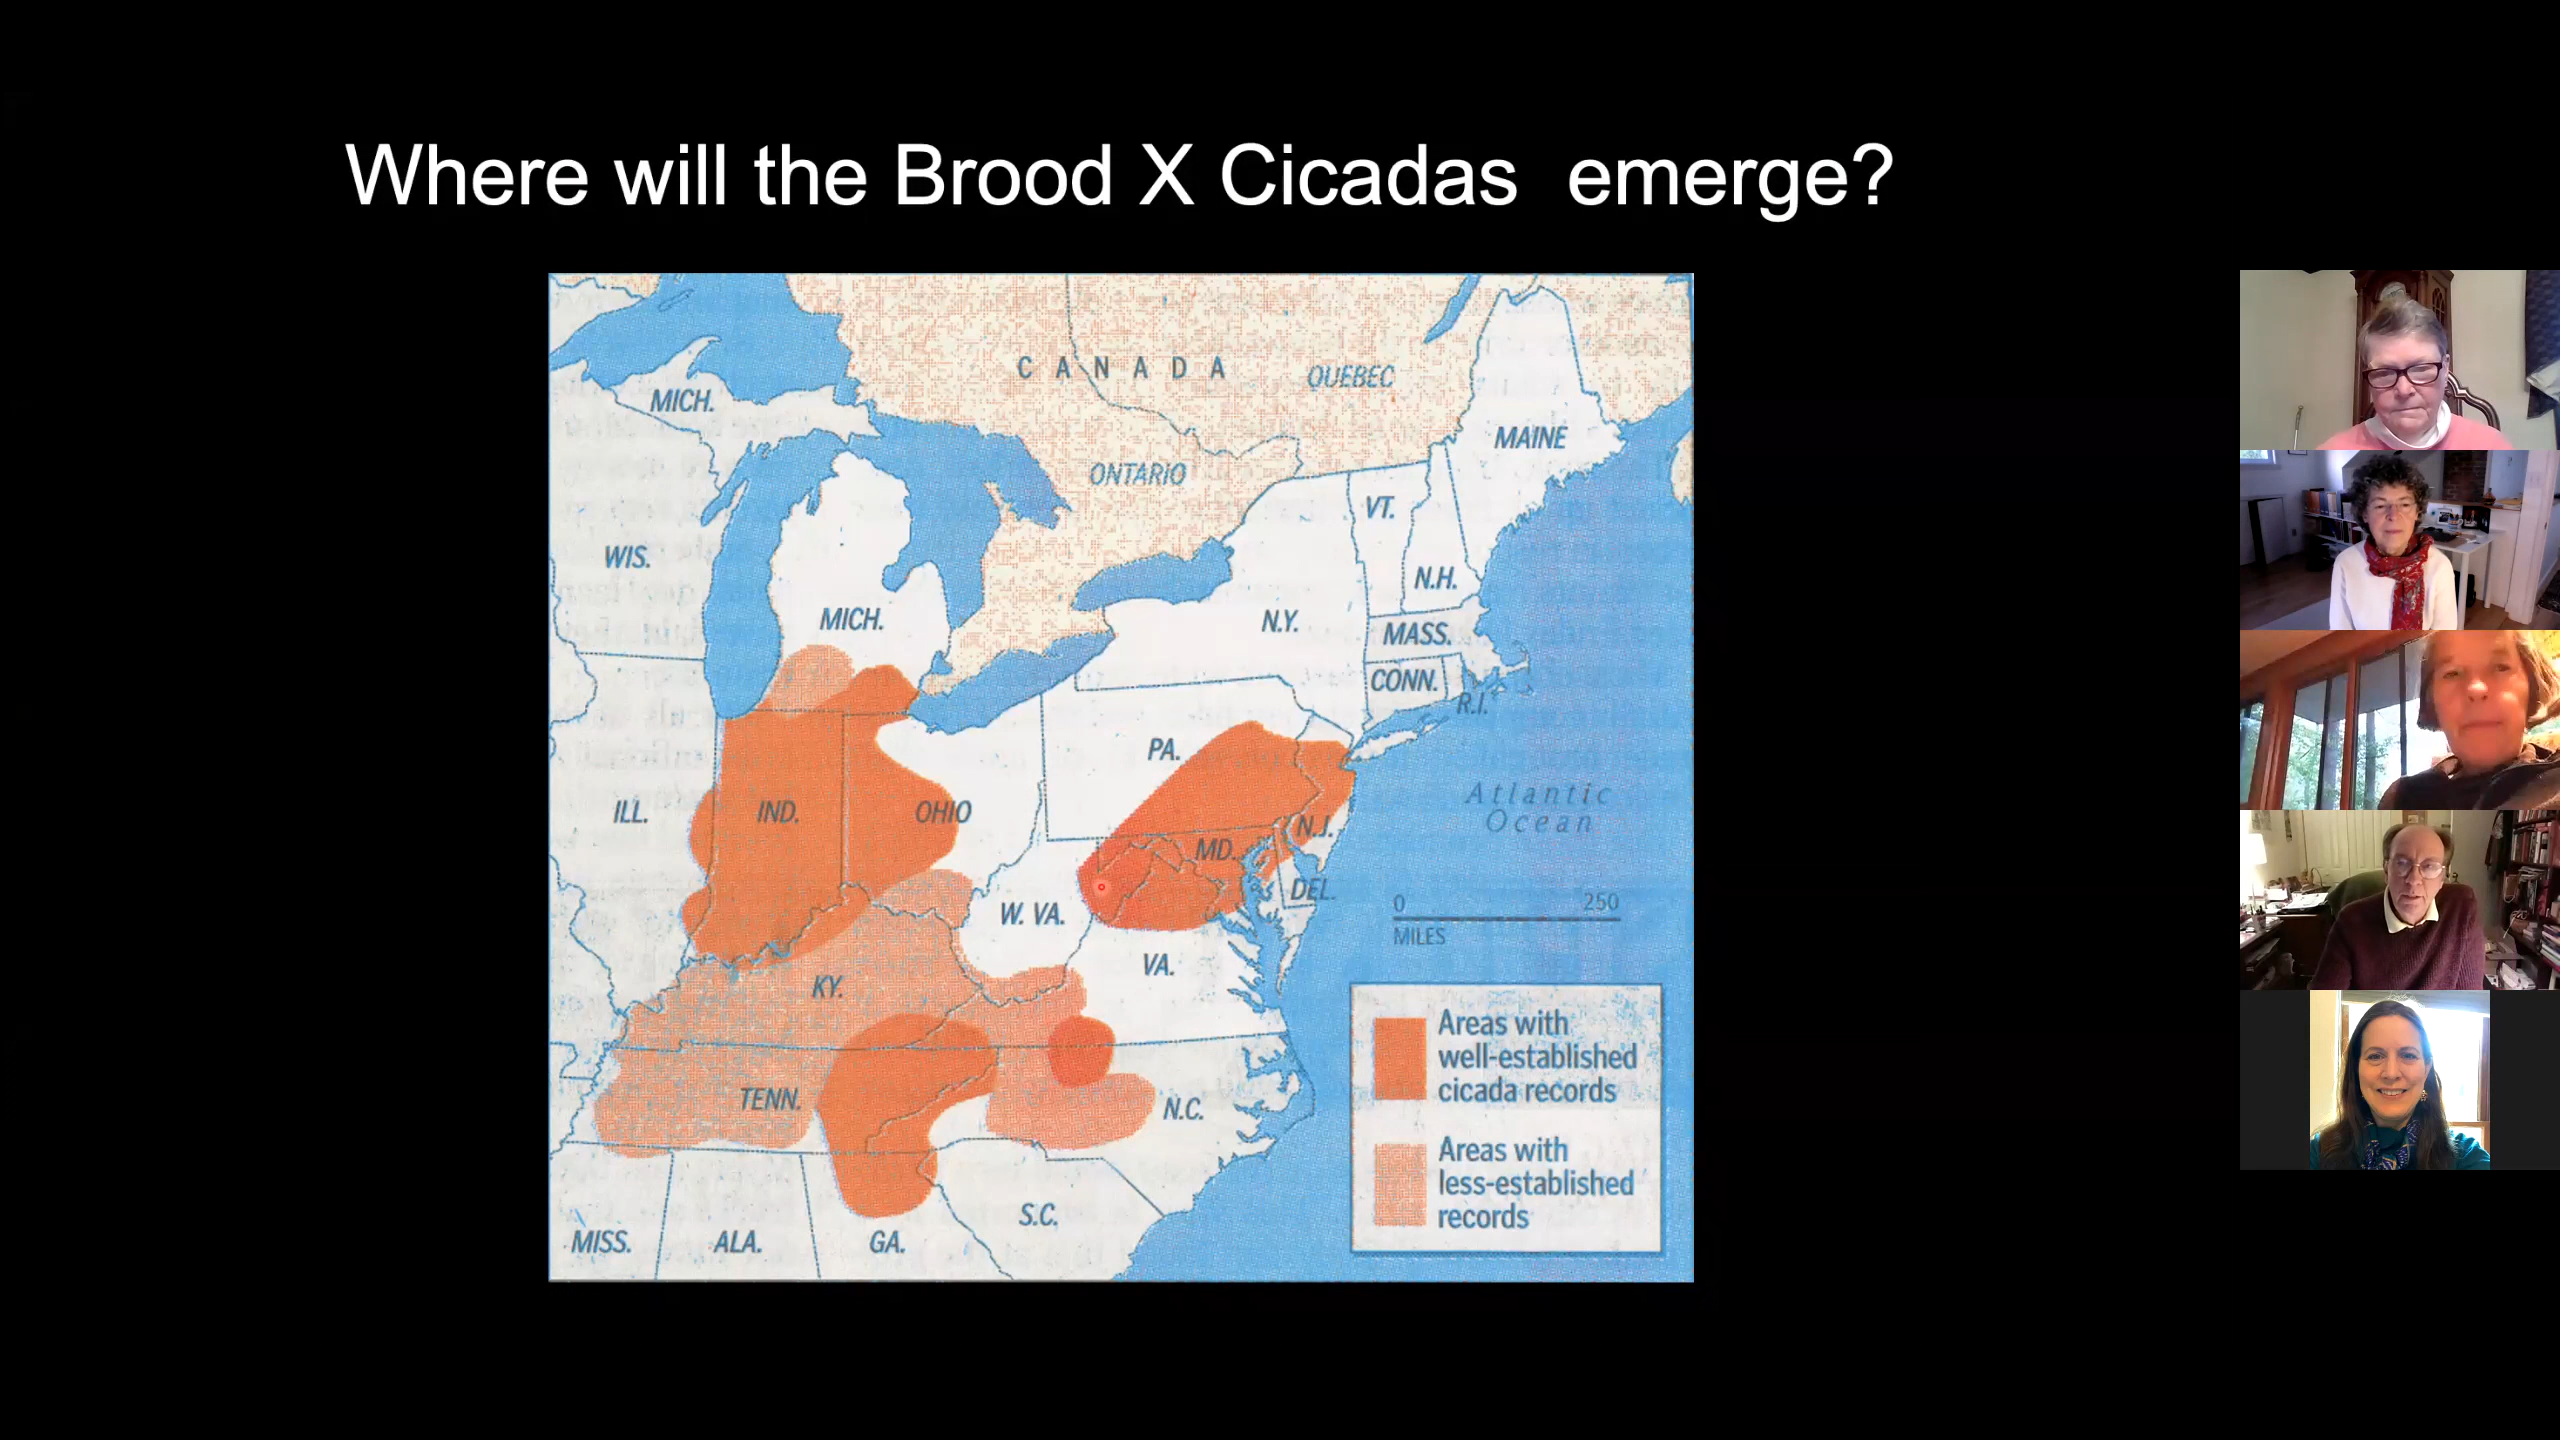 Where will the Brood X Cicadas  emerge?
CANADA
QUEBEC
MICH.
MAINE
ONTARIO
VT.
WIS.
N.H.
MICH.
N.Y.
MASS.
CONN.
R.I.
PA.
Atlantic
Ocean
ILL.
IND.
OHIO
N.J.
MD.
DEL.
W. VA.
0 250
MILES
VA.
KY.
Areas with
well-established
cicada records
TENN.
N.C.
Areas with
less-established
records
S.C.
MISS.
ALA.
GA.